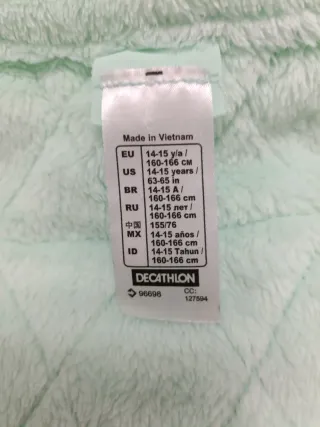 Made in Vietnam
EU 14-15 y/a /
160-166 см
US 14-15 years /
63-65 in
BR 14-15 A /
160-166 cm
RU 14-15 лет /
160-166 cm
中国 155/76
MX 14-15 años /
160-166 cm
ID 14-15 Tahun /
160-166 cm
DECATHLON
96696 CC:
127594